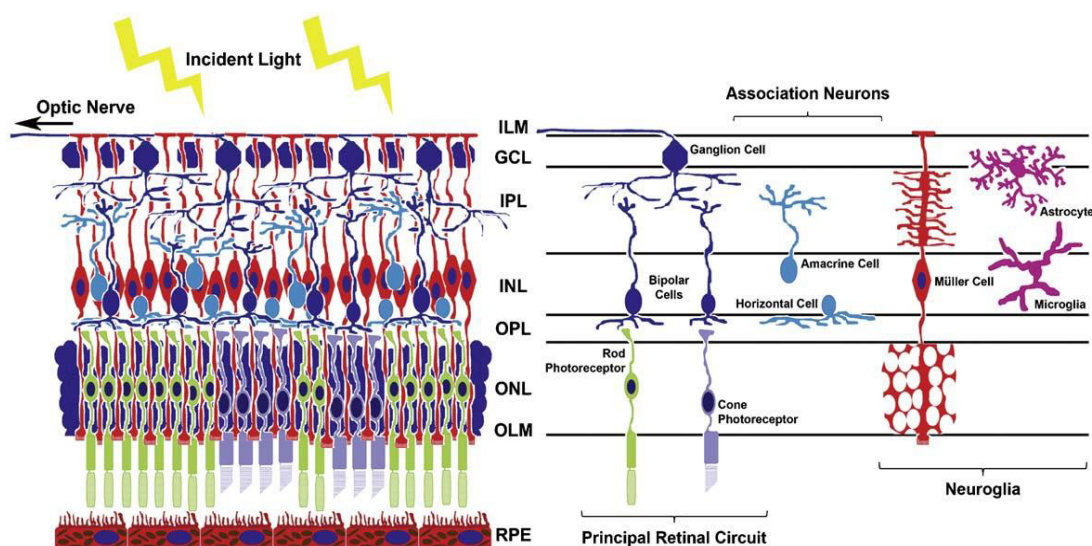 Incident Light
Optic Nerve
ILM
GCL
IPL
INL
OPL
ONL
OLM
RPE
Association Neurons
Ganglion Cell
Astrocyte
Amacrine Cell
Bipolar
Cells
Müller Cell
Horizontal Cell
Microglia
Rod
Photoreceptor
Cone
Photoreceptor
Neuroglia
Principal Retinal Circuit